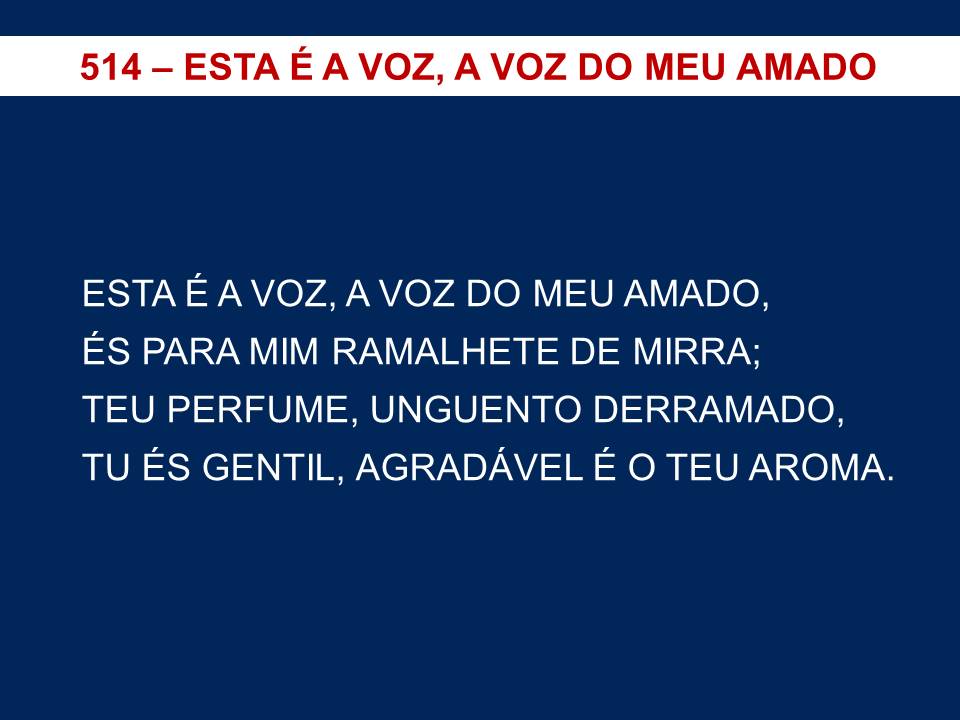 514 – ESTA É A VOZ, A VOZ DO MEU AMADO
ESTA É A VOZ, A VOZ DO MEU AMADO,
ÉS PARA MIM RAMALHETE DE MIRRA;
TEU PERFUME, UNGUENTO DERRAMADO,
TU ÉS GENTIL, AGRADÁVEL É O TEU AROMA.